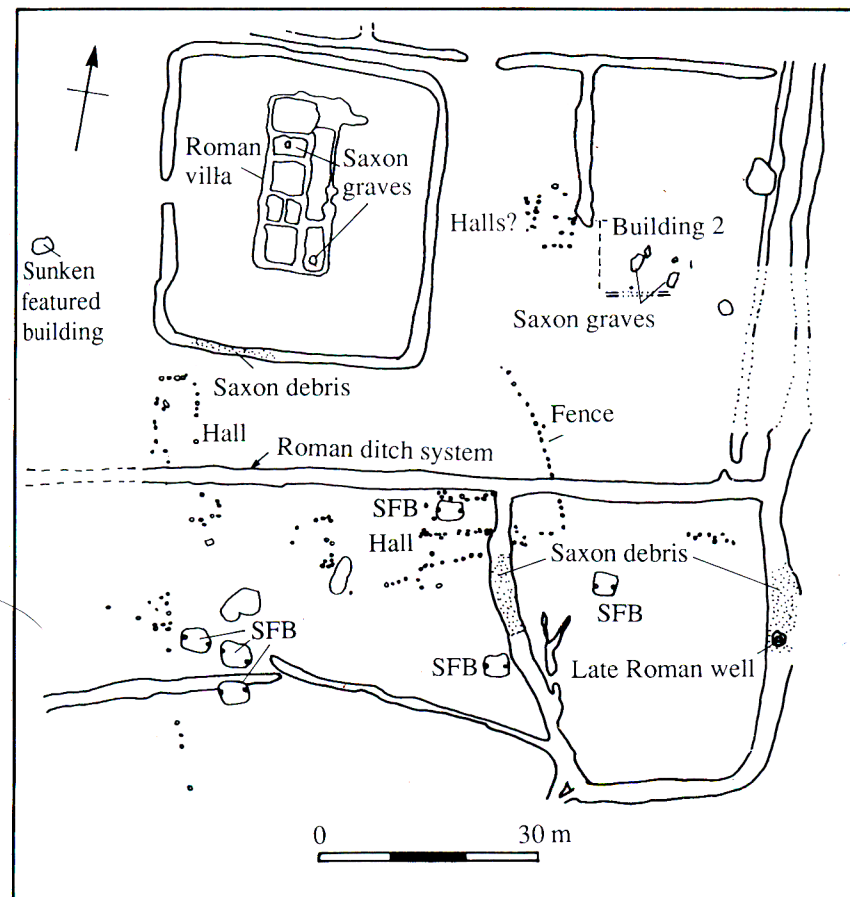 Roman
villa
Saxon
graves
Halls?
Building 2
Saxon graves
Sunken
featured
building
Saxon debris
Hall
Fence
Roman ditch system
SFB
Hall
Saxon debris
SFB
SFB
SFB
Late Roman well
0 30 m